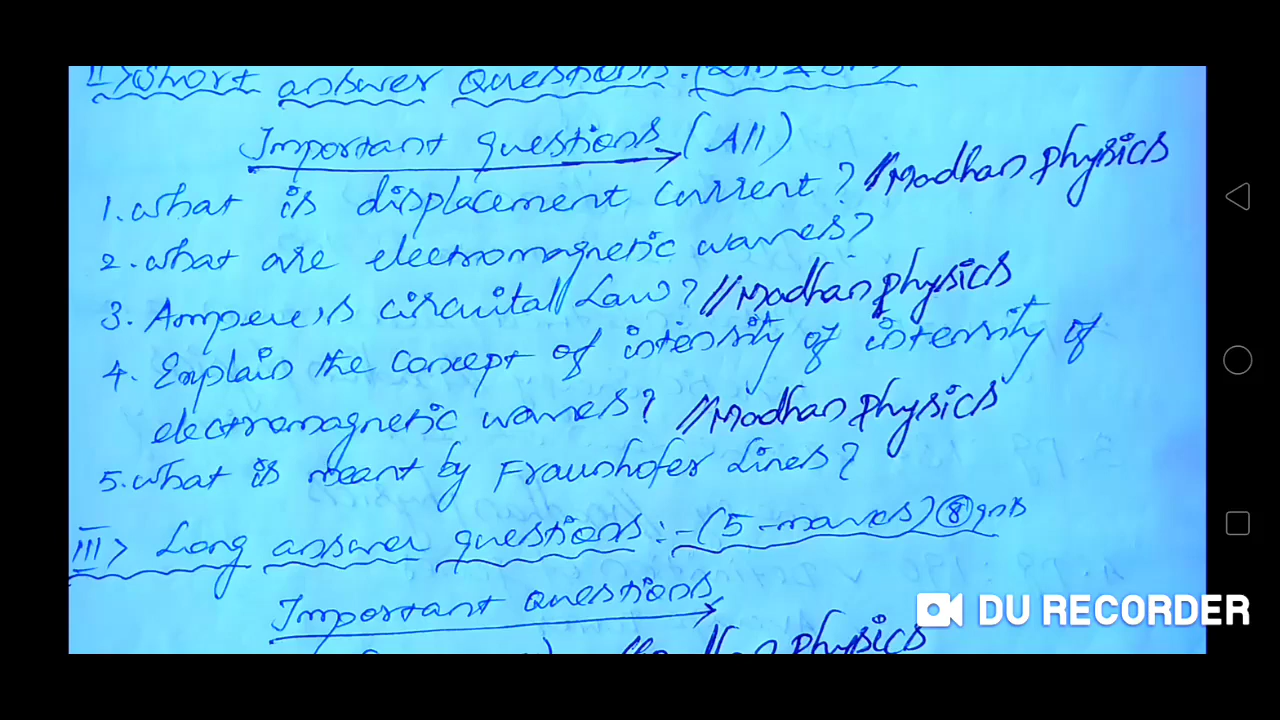 II> Short answer Questions:-
Important questions (All)
1. what is displacement current? //Madhan physics
2. what are electromagnetic waves?
3. Ampere's circuital Law? //Madhan physics
4. Explain the concept of intensity of intensity of
electromagnetic waves? //Madhan physics
5. what is meant by Fraunhofer Lines?
III> Long answer questions:-(5-marks) 8 qns
Important questions
physics
DU RECORDER